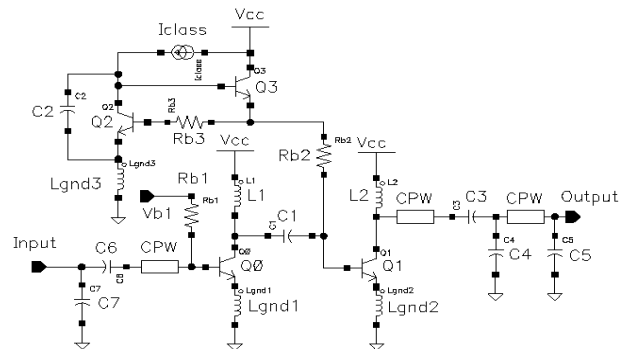 Vcc
Iclass
Iclass
Q3
Q3
C2
C2
Q2
Q2
Rb3
Rb3
Vcc
Rb2
Rb2
Vcc
Lgnd3
Lgnd3
Rb1
Rb1
Vb1
L1
L1
L2
L2
C1
C1
CPW
C3
C3
CPW
Output
Input
C6
C6
CPW
Q0
Q0
Q1
Q1
C4
C4
C5
C5
C7
C7
Lgnd1
Lgnd1
Lgnd2
Lgnd2